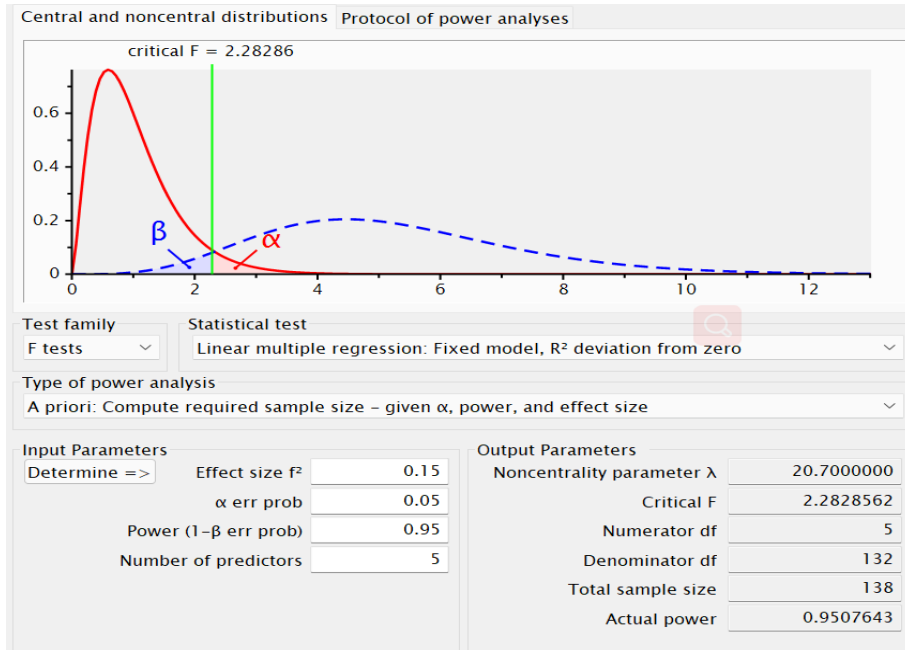 Central and noncentral distributions Protocol of power analyses
critical F = 2.28286
0.6
0.4
0.2
0
β
α
0 2 4 6 8 10 12
Test family Statistical test
F tests Linear multiple regression: Fixed model, R² deviation from zero
Type of power analysis
A priori: Compute required sample size – given α, power, and effect size
Input Parameters Output Parameters
Determine => Effect size f² 0.15 Noncentrality parameter λ 20.7000000
α err prob 0.05 Critical F 2.2828562
Power (1-β err prob) 0.95 Numerator df 5
Number of predictors 5 Denominator df 132
Total sample size 138
Actual power 0.9507643